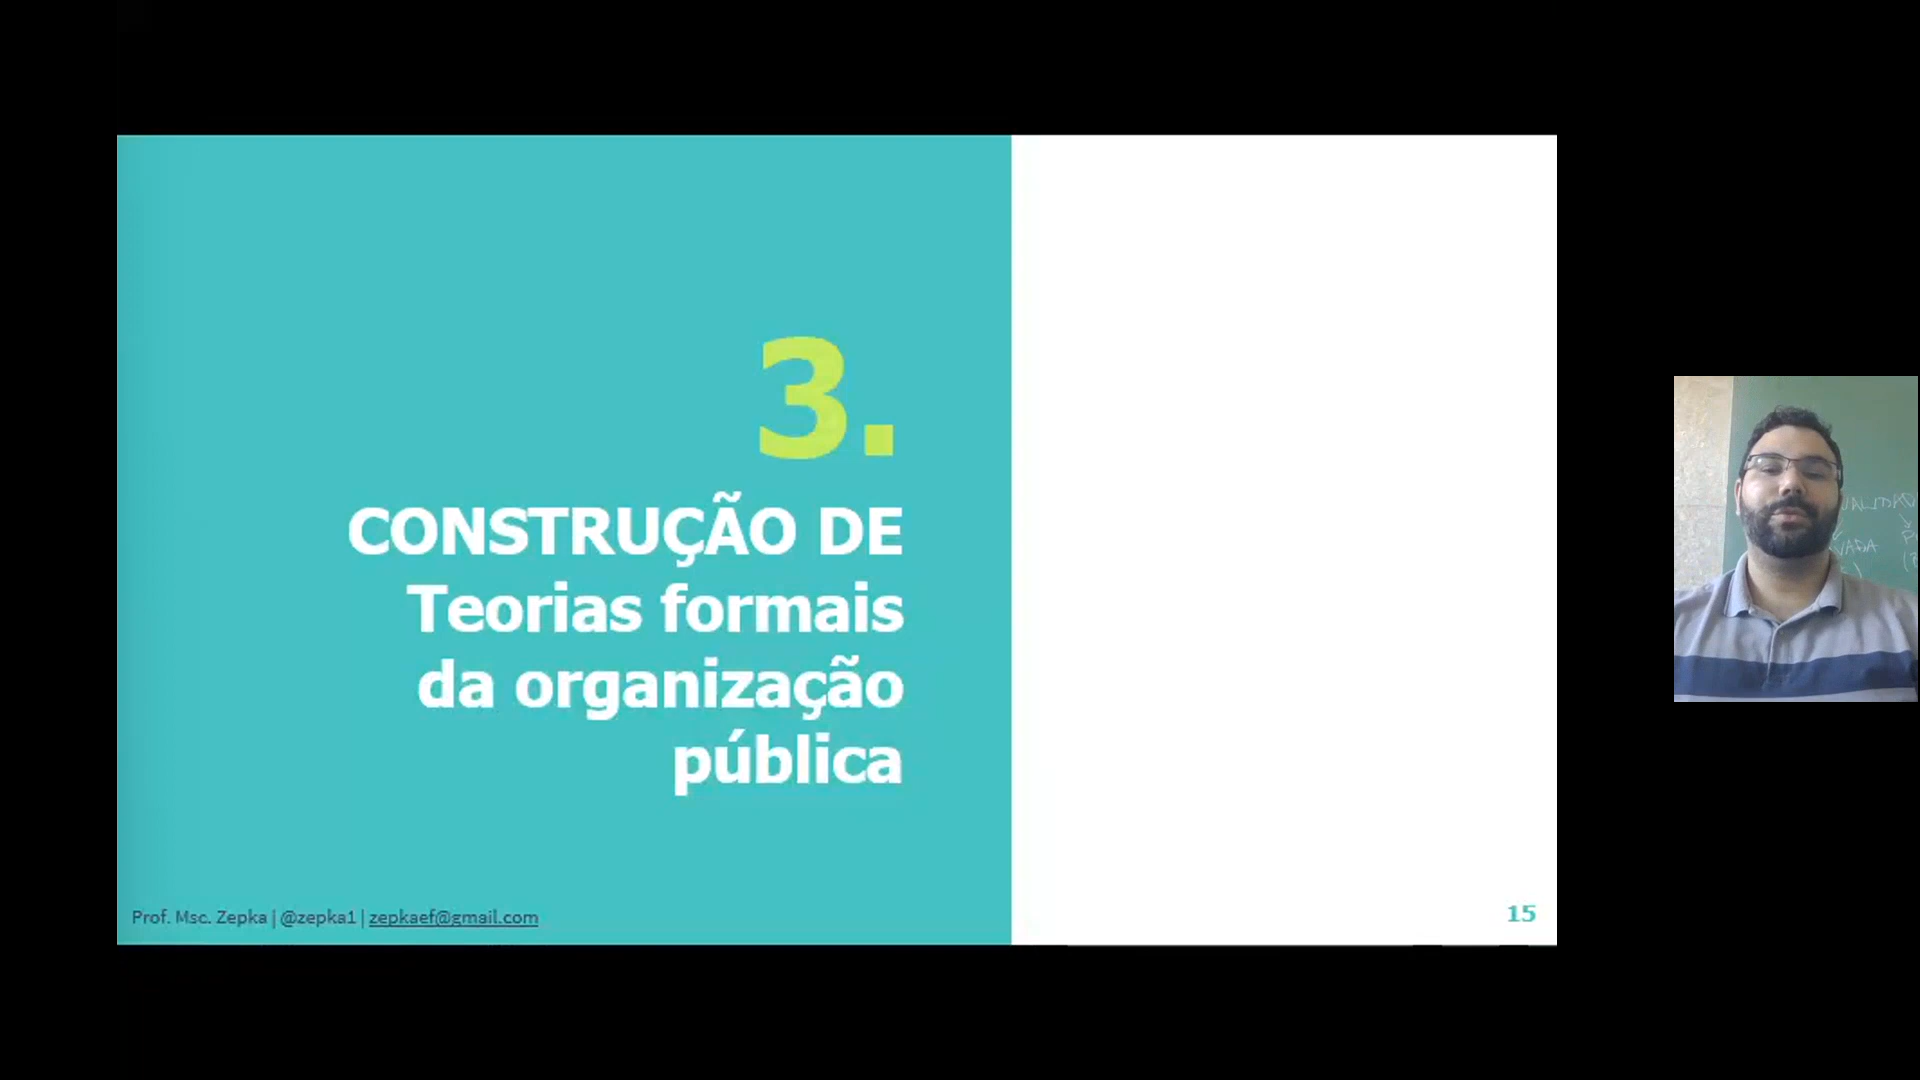 3.
CONSTRUÇÃO DE
Teorias formais
da organização
pública
Prof. Msc. Zepka | @zepka1 | zepkaef@gmail.com
15